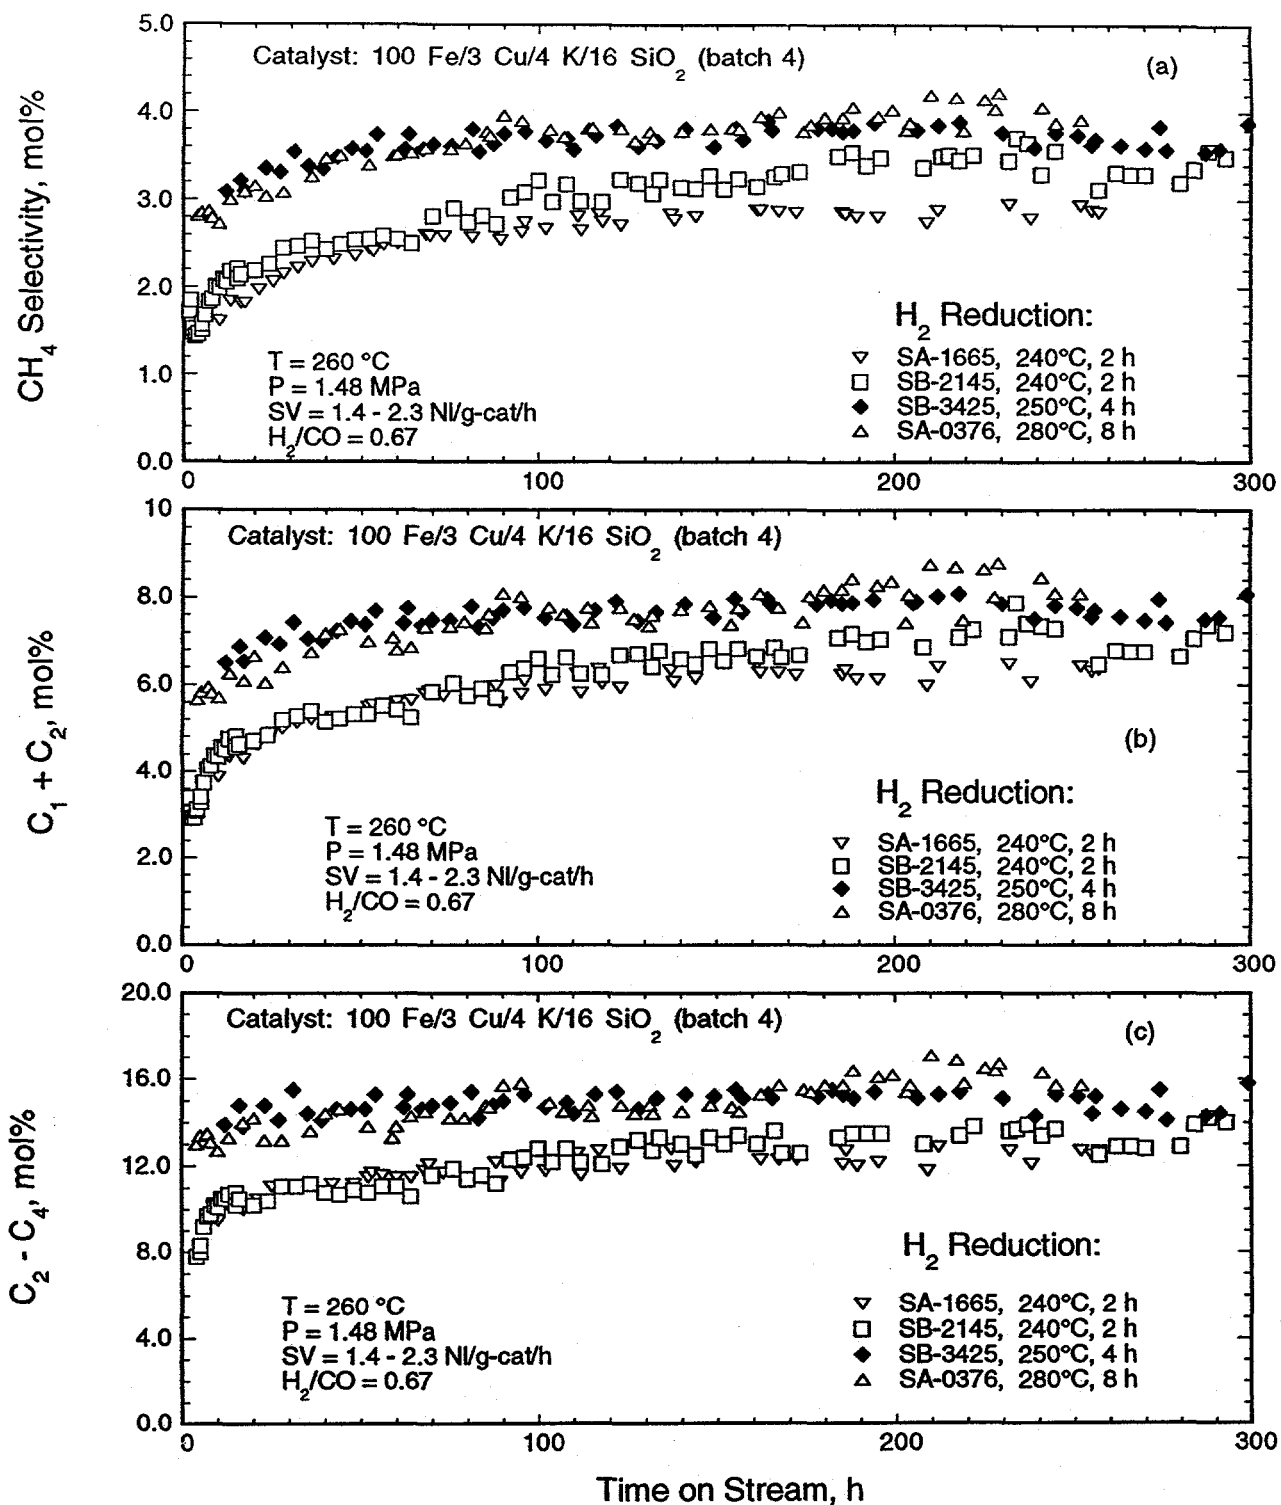 5.0
Catalyst: 100 Fe/3 Cu/4 K/16 SiO2 (batch 4)
(a)
4.0
3.0
2.0
1.0
0.0
CH4 Selectivity, mol%
H2 Reduction:
SA-1665, 240°C, 2 h
SB-2145, 240°C, 2 h
SB-3425, 250°C, 4 h
SA-0376, 280°C, 8 h
T = 260 °C
P = 1.48 MPa
SV = 1.4 - 2.3 Nl/g-cat/h
H2/CO = 0.67
0 100 200 300
10
Catalyst: 100 Fe/3 Cu/4 K/16 SiO2 (batch 4)
8.0
6.0
4.0
2.0
0.0
C1 + C2, mol%
(b)
H2 Reduction:
SA-1665, 240°C, 2 h
SB-2145, 240°C, 2 h
SB-3425, 250°C, 4 h
SA-0376, 280°C, 8 h
T = 260 °C
P = 1.48 MPa
SV = 1.4 - 2.3 Nl/g-cat/h
H2/CO = 0.67
0 100 200 300
20.0
Catalyst: 100 Fe/3 Cu/4 K/16 SiO2 (batch 4)
(c)
16.0
12.0
8.0
4.0
0.0
C2 - C4, mol%
H2 Reduction:
SA-1665, 240°C, 2 h
SB-2145, 240°C, 2 h
SB-3425, 250°C, 4 h
SA-0376, 280°C, 8 h
T = 260 °C
P = 1.48 MPa
SV = 1.4 - 2.3 Nl/g-cat/h
H2/CO = 0.67
0 100 200 300
Time on Stream, h